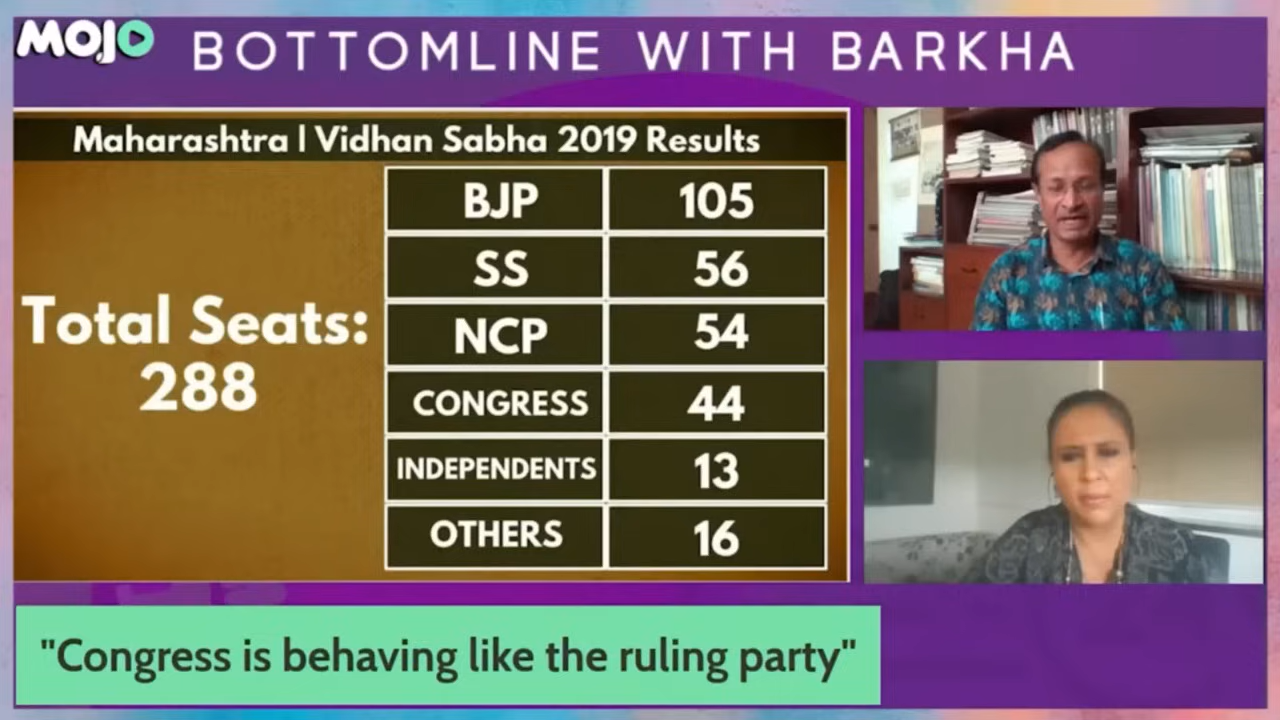 MOJO
BOTTOMLINE WITH BARKHA
Maharashtra | Vidhan Sabha 2019 Results
Total Seats:
288
BJP 105
SS 56
NCP 54
CONGRESS 44
INDEPENDENTS 13
OTHERS 16
"Congress is behaving like the ruling party"